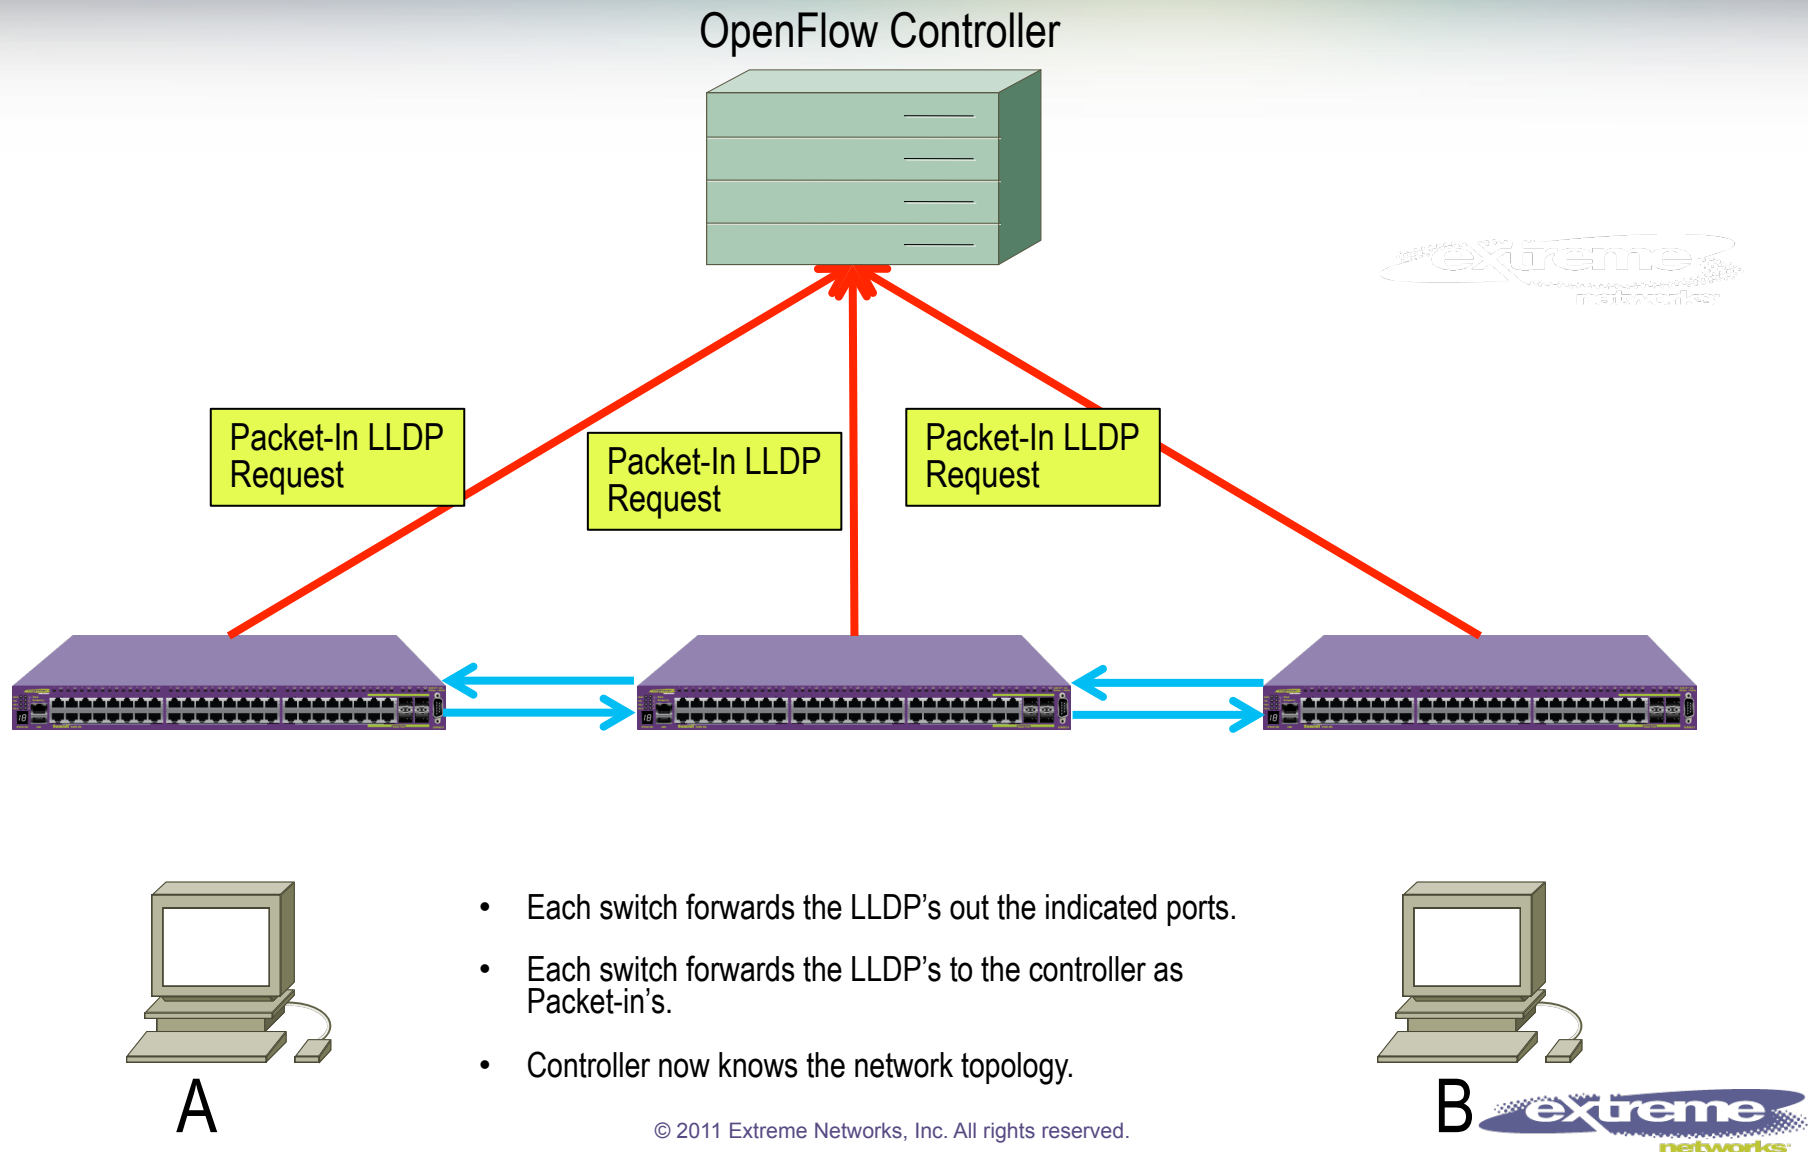 OpenFlow Controller
extreme
networks
Packet-In LLDP
Request
Packet-In LLDP
Request
Packet-In LLDP
Request
• Each switch forwards the LLDP’s out the indicated ports.
• Each switch forwards the LLDP’s to the controller as
Packet-in’s.
• Controller now knows the network topology.
A
B
© 2011 Extreme Networks, Inc. All rights reserved.
extreme
networks